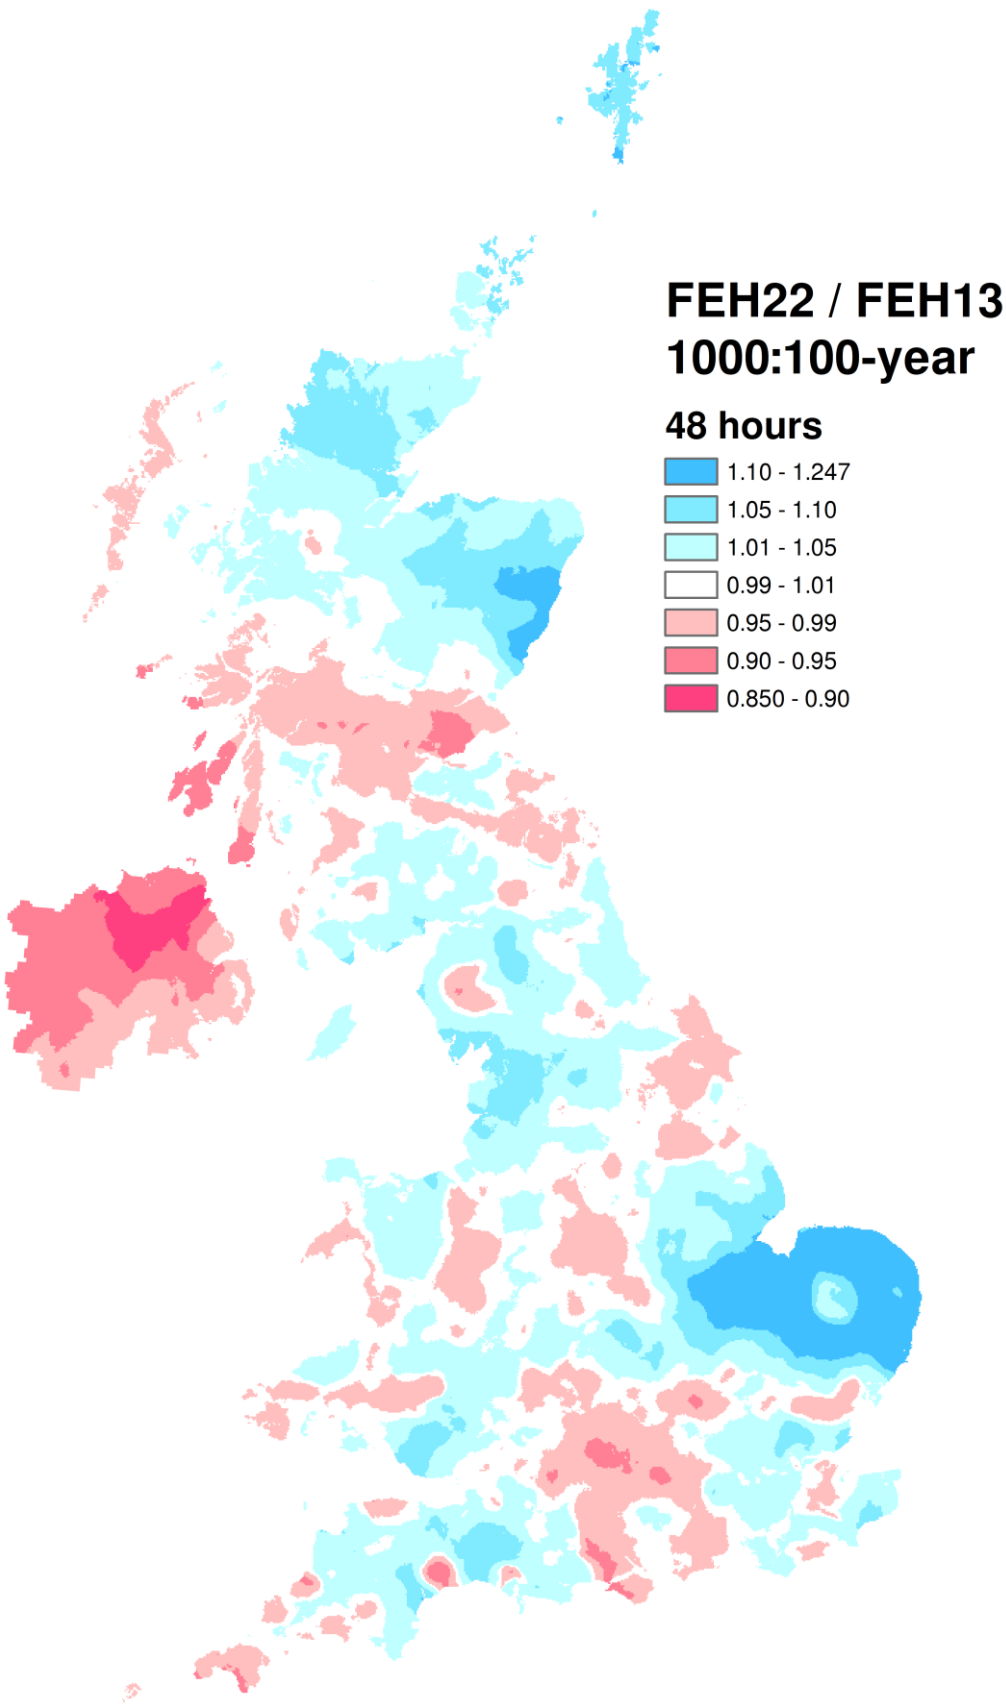 FEH22 / FEH13
1000:100-year
48 hours
1.10 - 1.247
1.05 - 1.10
1.01 - 1.05
0.99 - 1.01
0.95 - 0.99
0.90 - 0.95
0.850 - 0.90